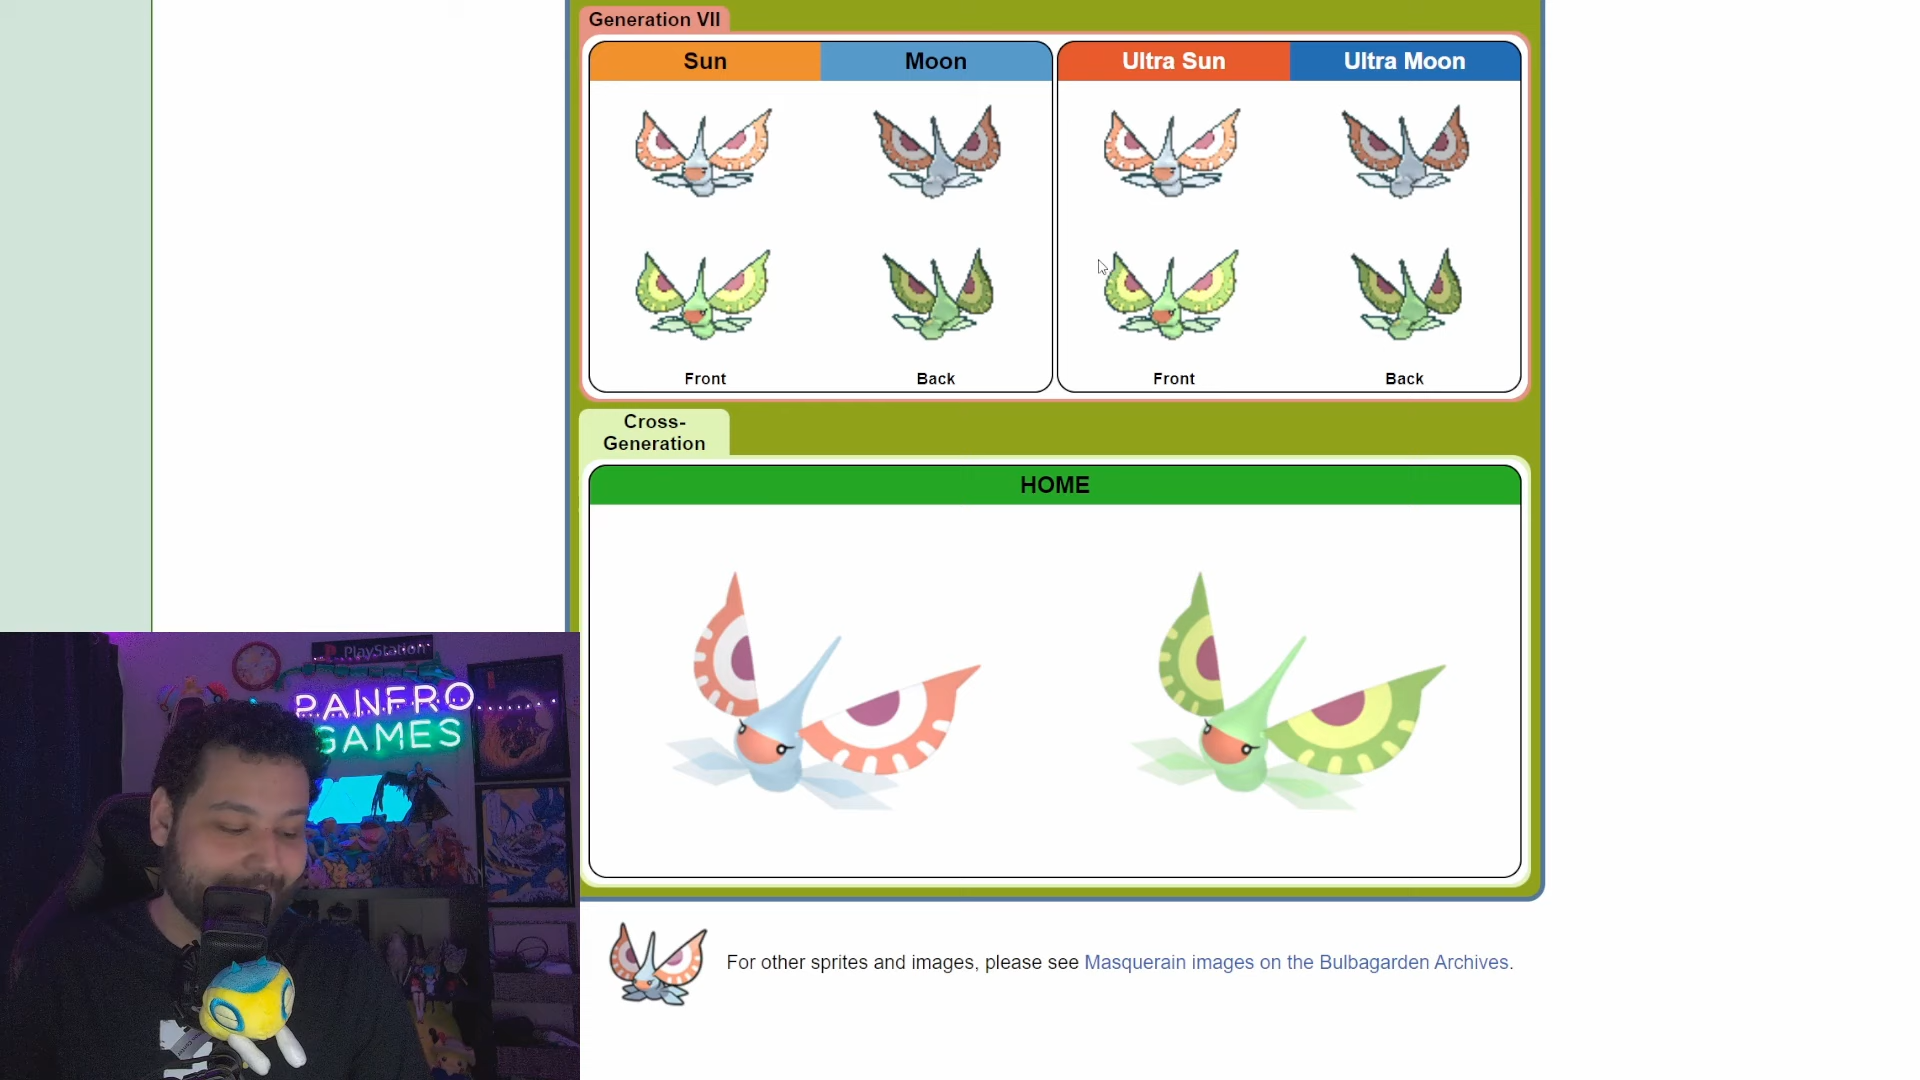 Generation VII
Sun Moon Ultra Sun Ultra Moon
Front Back Front Back
Cross-
Generation
HOME
For other sprites and images, please see Masquerain images on the Bulbagarden Archives.
PlayStation
PANFRO
GAMES